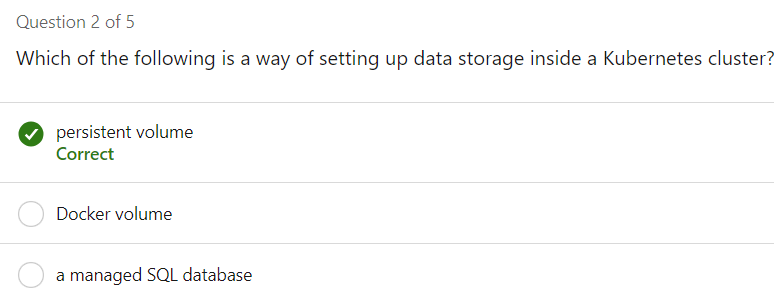 Question 2 of 5
Which of the following is a way of setting up data storage inside a Kubernetes cluster?
persistent volume
Correct
Docker volume
a managed SQL database